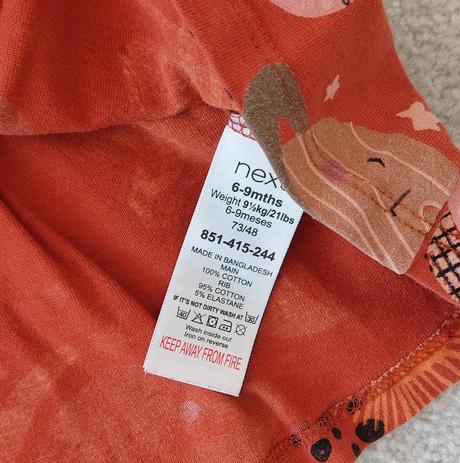 next
6-9mths
Weight 9½kg/21lbs
6-9meses
73/48
851-415-244
MADE IN BANGLADESH
MAIN
100% COTTON
RIB
95% COTTON
5% ELASTANE
IF IT'S NOT DIRTY WASH AT 30
Wash inside out
Iron on reverse
KEEP AWAY FROM FIRE